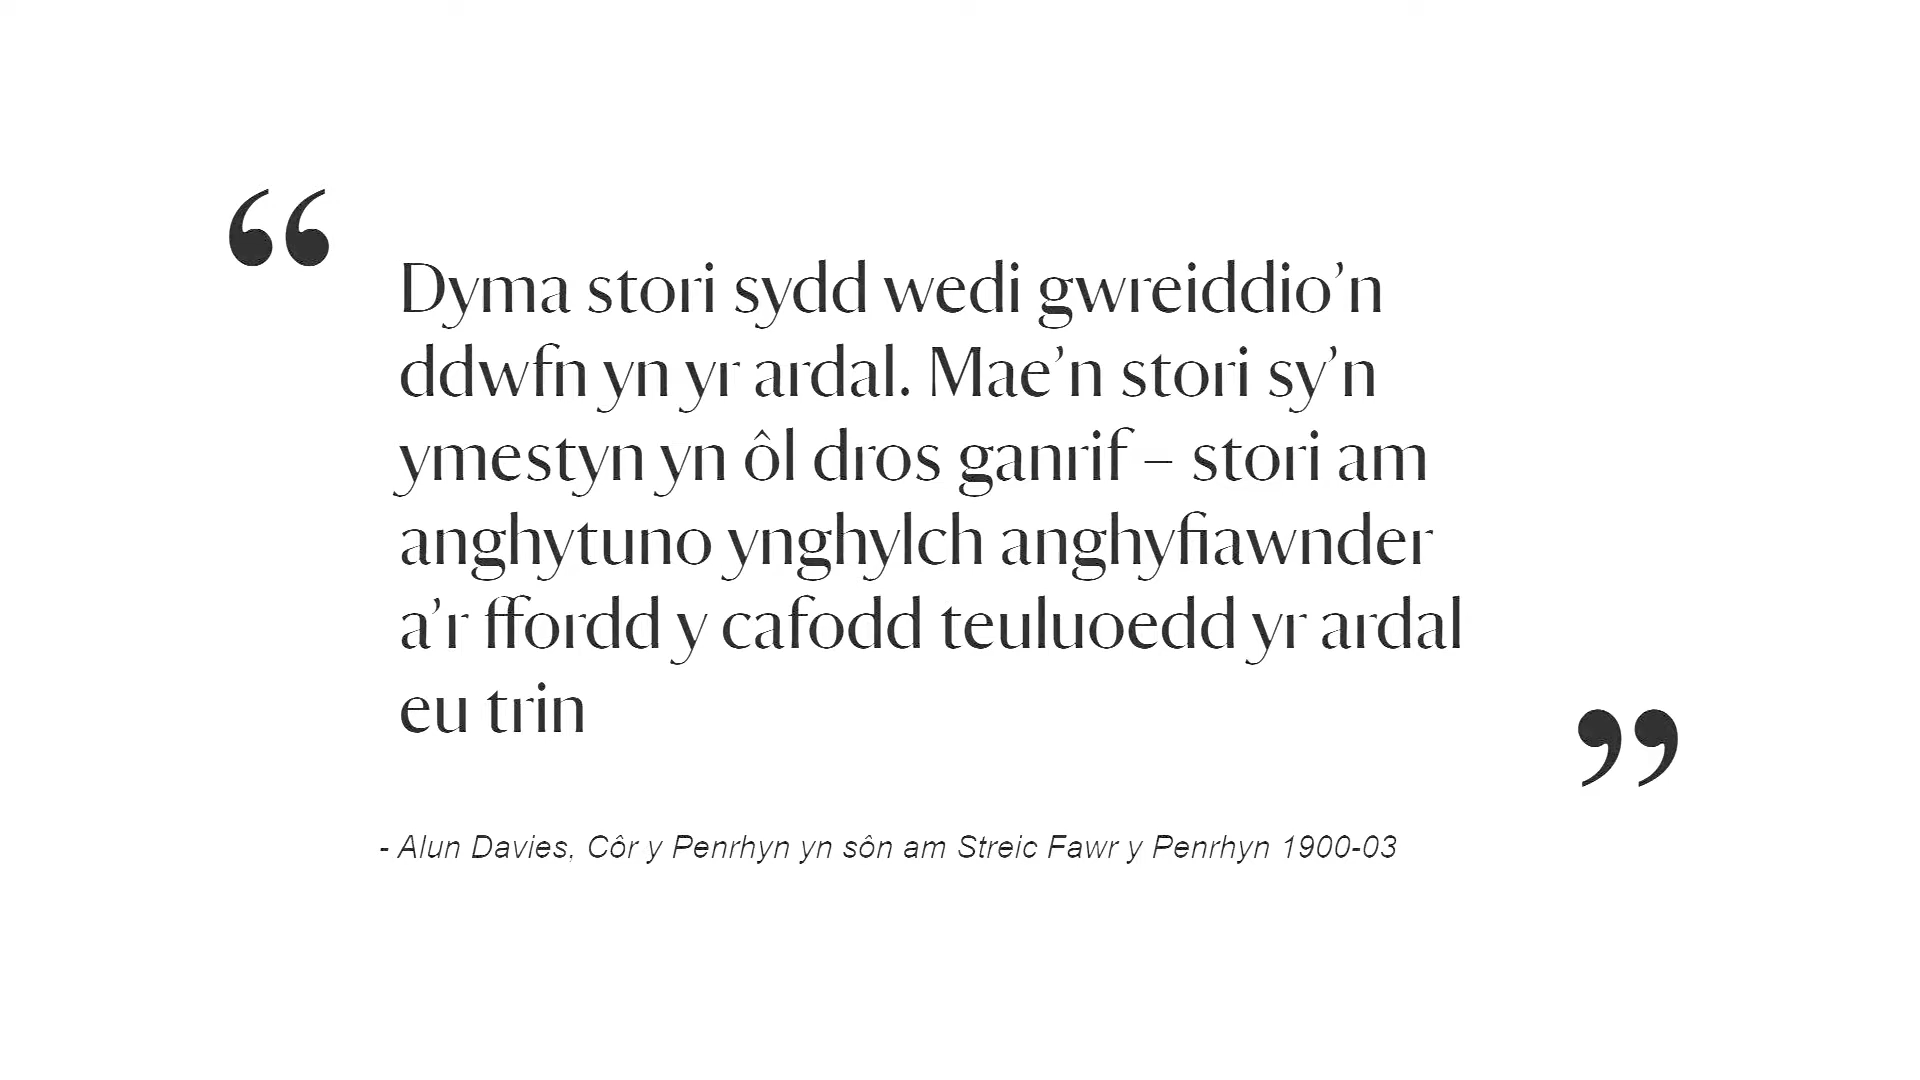 “
Dyma stori sydd wedi gwreiddio’n
ddwfn yn yr ardal. Mae’n stori sy’n
ymestyn yn ôl dros ganrif – stori am
anghytuno ynghylch anghyfiawnder
a’r ffordd y cafodd teuluoedd yr ardal
eu trin
”
- Alun Davies, Côr y Penrhyn yn sôn am Streic Fawr y Penrhyn 1900-03